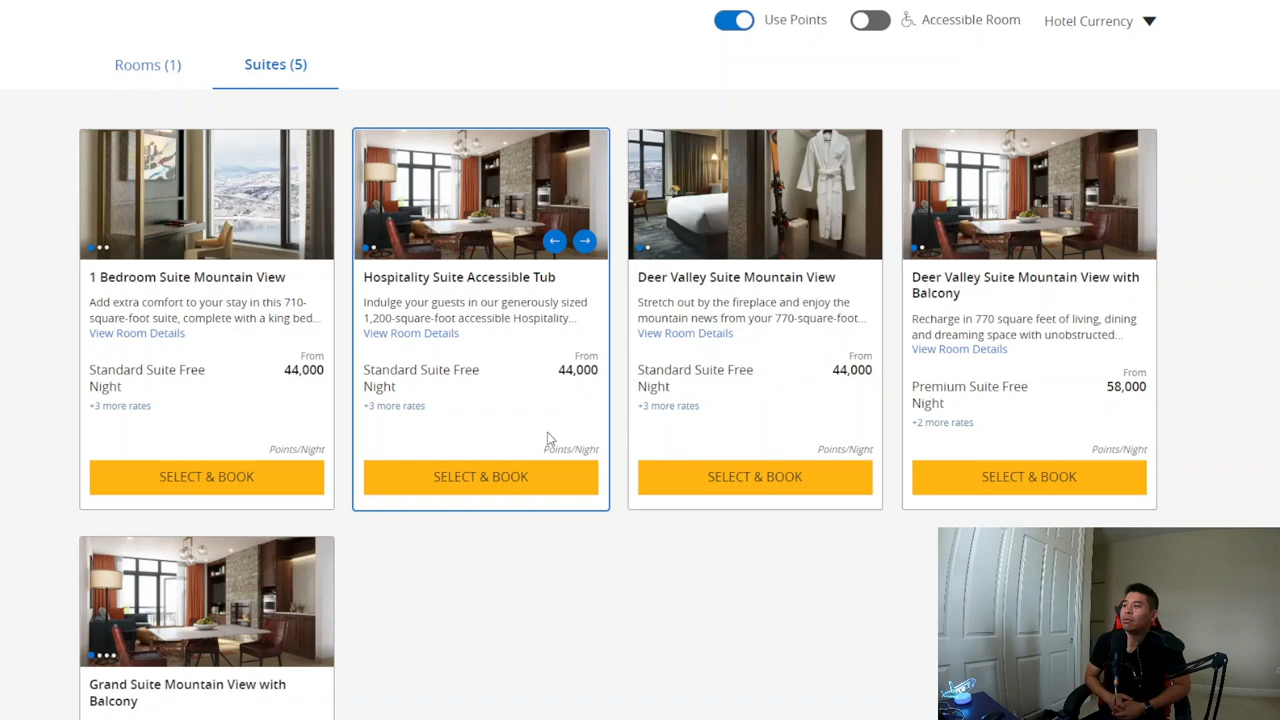 Use Points
Accessible Room
Hotel Currency
Rooms (1)
Suites (5)
1 Bedroom Suite Mountain View
Add extra comfort to your stay in this 710-
square-foot suite, complete with a king bed...
View Room Details
From
Standard Suite Free
Night
44,000
+3 more rates
Points/Night
SELECT & BOOK
Hospitality Suite Accessible Tub
Indulge your guests in our generously sized
1,200-square-foot accessible Hospitality...
View Room Details
From
Standard Suite Free
Night
44,000
+3 more rates
Points/Night
SELECT & BOOK
Deer Valley Suite Mountain View
Stretch out by the fireplace and enjoy the
mountain news from your 770-square-foot...
View Room Details
From
Standard Suite Free
Night
44,000
+3 more rates
Points/Night
SELECT & BOOK
Deer Valley Suite Mountain View with
Balcony
Recharge in 770 square feet of living, dining
and dreaming space with unobstructed...
View Room Details
From
Premium Suite Free
Night
58,000
+2 more rates
Points/Night
SELECT & BOOK
Grand Suite Mountain View with
Balcony